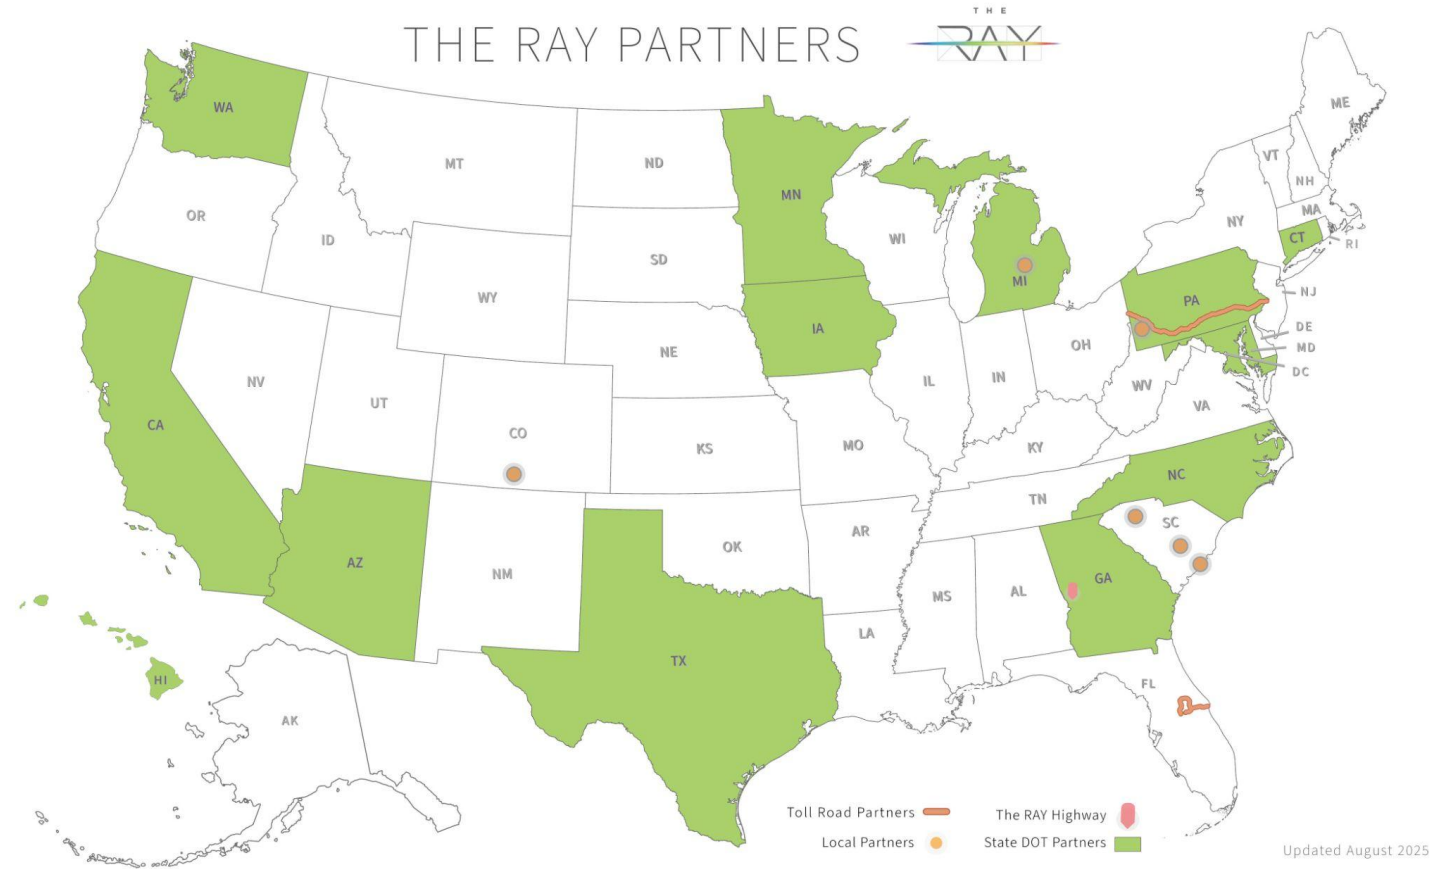 THE RAY PARTNERS
THE
RAY
WA
MT
ND
MN
ME
VT
NH
OR
ID
SD
WI
NY
MA
CT
RI
WY
MI
PA
NJ
IA
NE
OH
DE
MD
DC
NV
UT
CO
IL
IN
WV
VA
CA
KS
MO
KY
NC
TN
SC
AZ
NM
OK
AR
GA
MS
AL
LA
TX
HI
FL
AK
Toll Road Partners
The RAY Highway
Local Partners
State DOT Partners
Updated August 2025